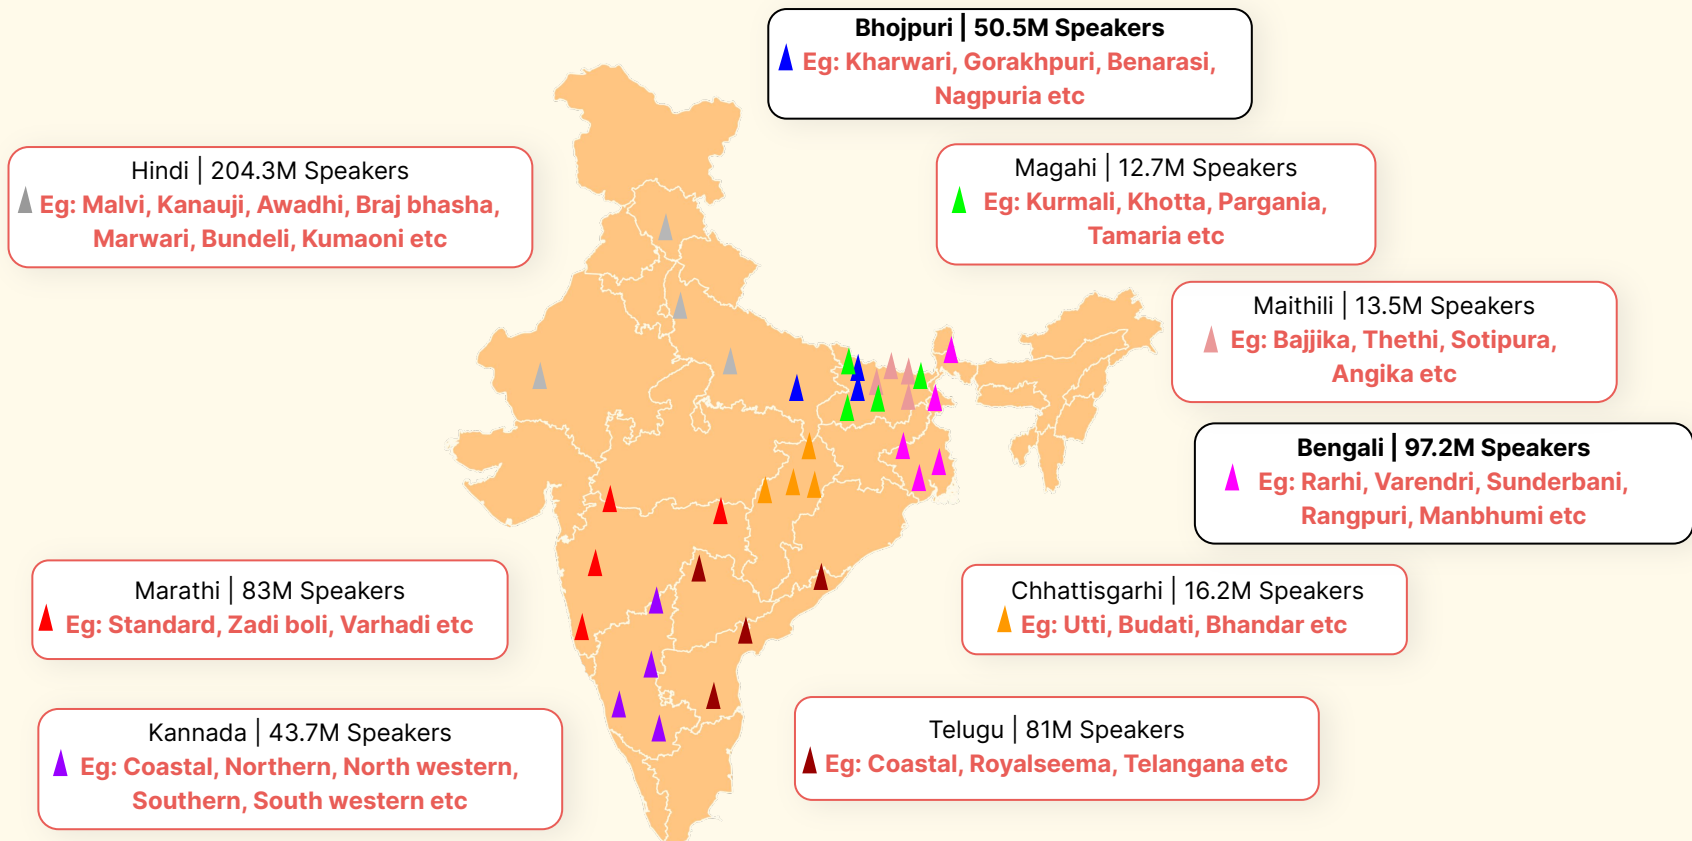 Bhojpuri | 50.5M Speakers
Eg: Kharwari, Gorakhpuri, Benarasi,
Nagpuria etc
Hindi | 204.3M Speakers
Eg: Malvi, Kanauji, Awadhi, Braj bhasha,
Marwari, Bundeli, Kumaoni etc
Magahi | 12.7M Speakers
Eg: Kurmali, Khotta, Pargania,
Tamaria etc
Maithili | 13.5M Speakers
Eg: Bajjika, Thethi, Sotipura,
Angika etc
Bengali | 97.2M Speakers
Eg: Rarhi, Varendri, Sunderbani,
Rangpuri, Manbhumi etc
Marathi | 83M Speakers
Eg: Standard, Zadi boli, Varhadi etc
Chhattisgarhi | 16.2M Speakers
Eg: Utti, Budati, Bhandar etc
Kannada | 43.7M Speakers
Eg: Coastal, Northern, North western,
Southern, South western etc
Telugu | 81M Speakers
Eg: Coastal, Royalseema, Telangana etc